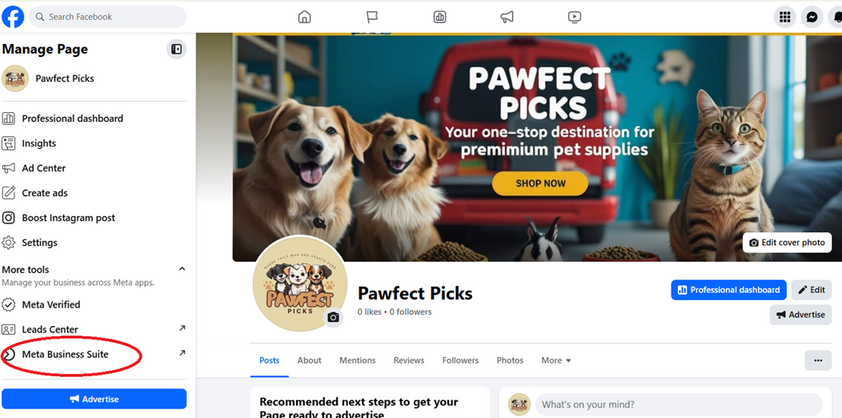 Search Facebook
Manage Page
Pawfect Picks
Professional dashboard
Insights
Ad Center
Create ads
Boost Instagram post
Settings
More tools
Manage your business across Meta apps.
Meta Verified
Leads Center
Meta Business Suite
Advertise
PAWFECT
PICKS
Your one-stop destination for
premimium pet supplies
SHOP NOW
Edit cover photo
PAWFECT
PICKS
Pawfect Picks
0 likes • 0 followers
Professional dashboard
Edit
Advertise
Posts
About
Mentions
Reviews
Followers
Photos
More
Recommended next steps to get your
Page ready to advertise
What's on your mind?